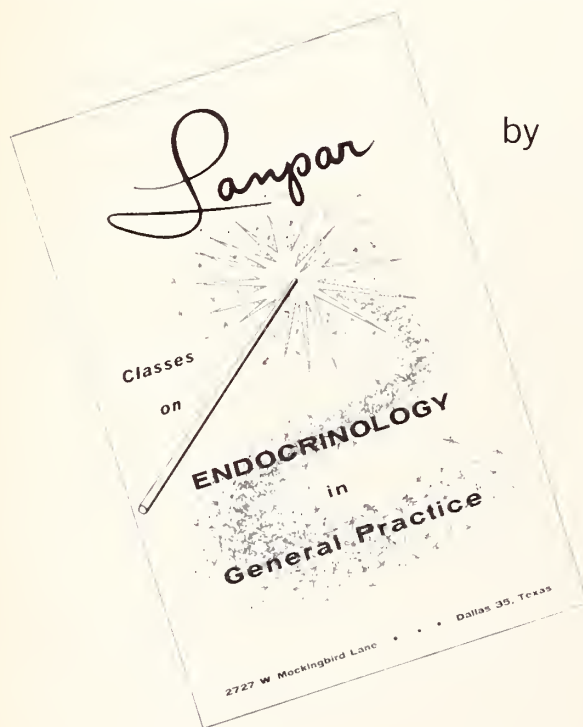 Lanpar
by
Classes
on
ENDOCRINOLOGY
in
General Practice
2727 W Mockingbird Lane . . . Dallas 35, Texas